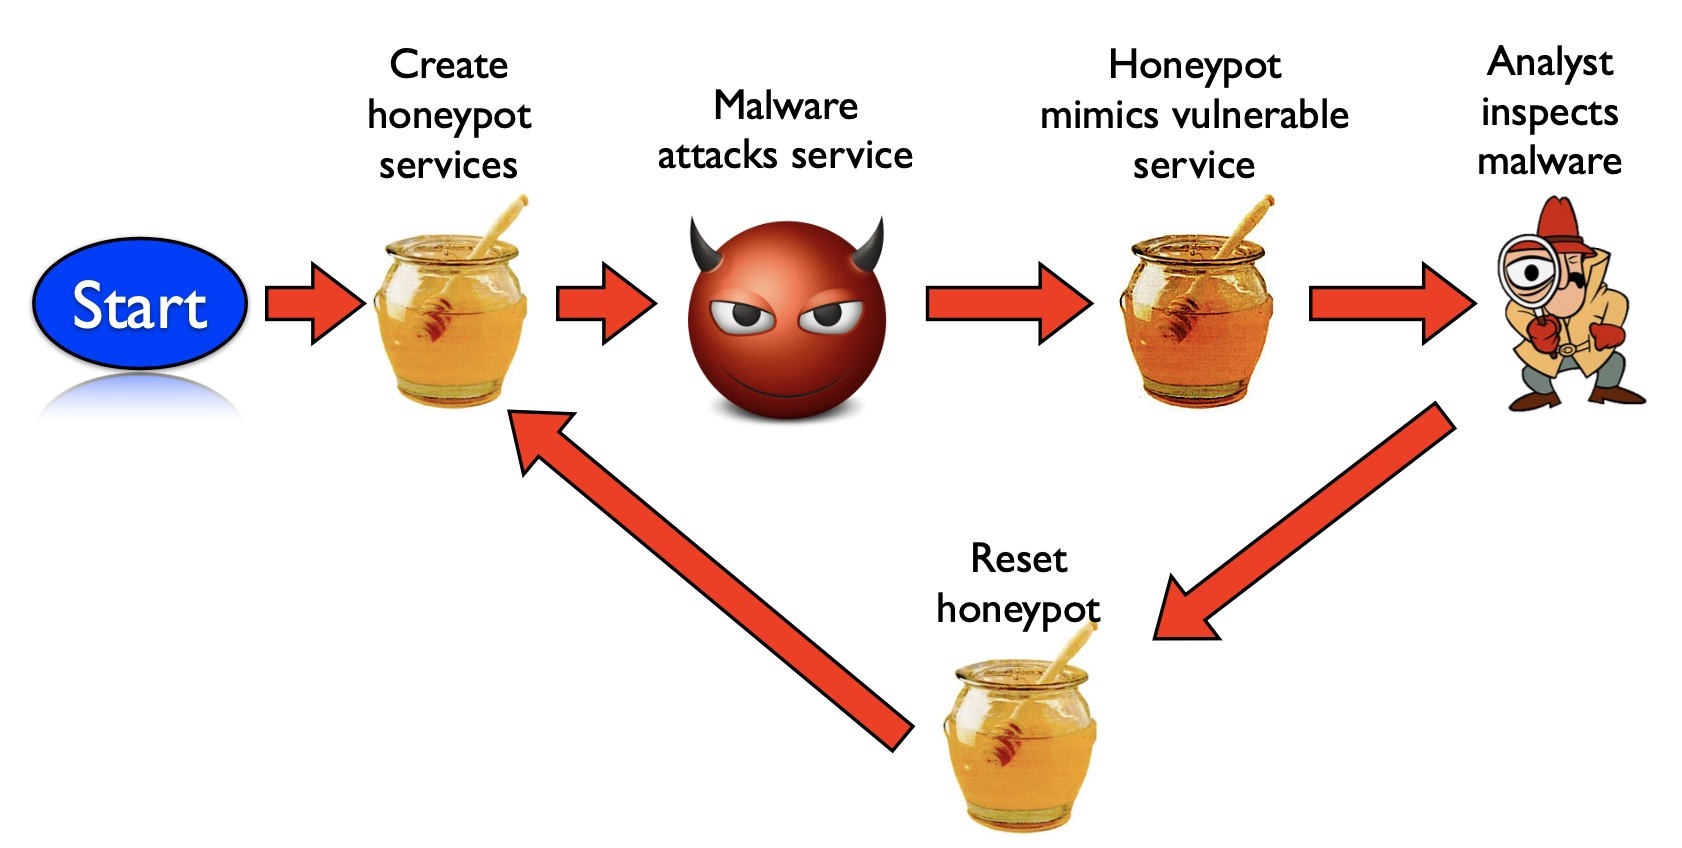 Create
honeypot
services
Malware
attacks service
Honeypot
mimics vulnerable
service
Analyst
inspects
malware
Start
Reset
honeypot